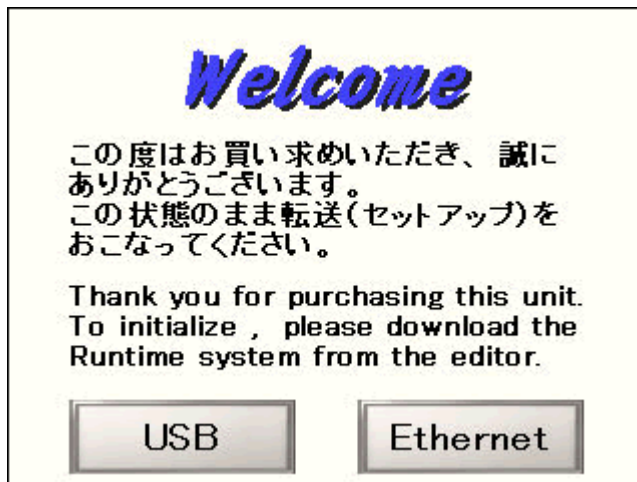 Welcome
この度はお買い求めいただき、誠に
ありがとうございます。
この状態のまま転送(セットアップ)を
おこなってください。
Thank you for purchasing this unit.
To initialize , please download the
Runtime system from the editor.
USB
Ethernet